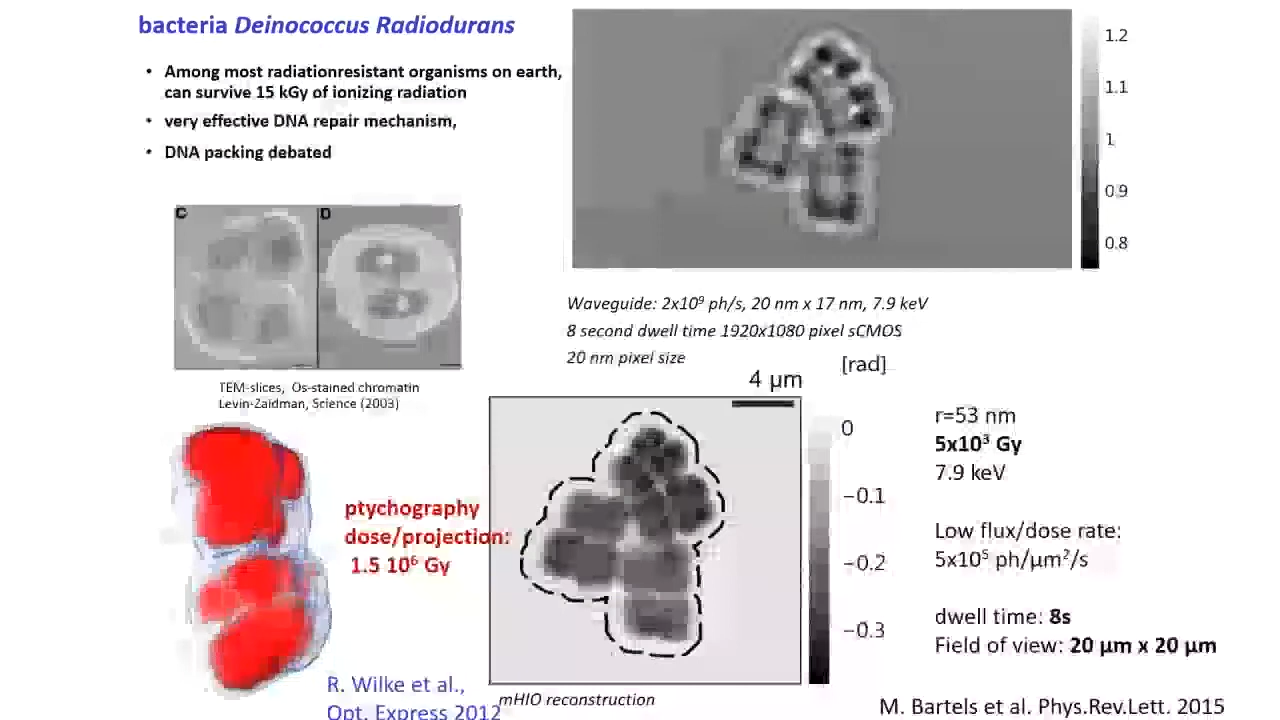 bacteria Deinococcus Radiodurans
• Among most radiationresistant organisms on earth,
can survive 15 kGy of ionizing radiation
• very effective DNA repair mechanism,
• DNA packing debated
C
D
TEM-slices, Os-stained chromatin
Levin-Zaidman, Science (2003)
1.2
1.1
1
0.9
0.8
Waveguide: 2x10⁹ ph/s, 20 nm x 17 nm, 7.9 keV
8 second dwell time 1920x1080 pixel sCMOS
20 nm pixel size
[rad]
4 µm
0
−0.1
−0.2
−0.3
ptychography
dose/projection:
1.5 10⁶ Gy
R. Wilke et al.,
Opt. Express 2012
mHIO reconstruction
r=53 nm
5x10³ Gy
7.9 keV
Low flux/dose rate:
5x10⁵ ph/µm²/s
dwell time: 8s
Field of view: 20 µm x 20 µm
M. Bartels et al. Phys.Rev.Lett. 2015